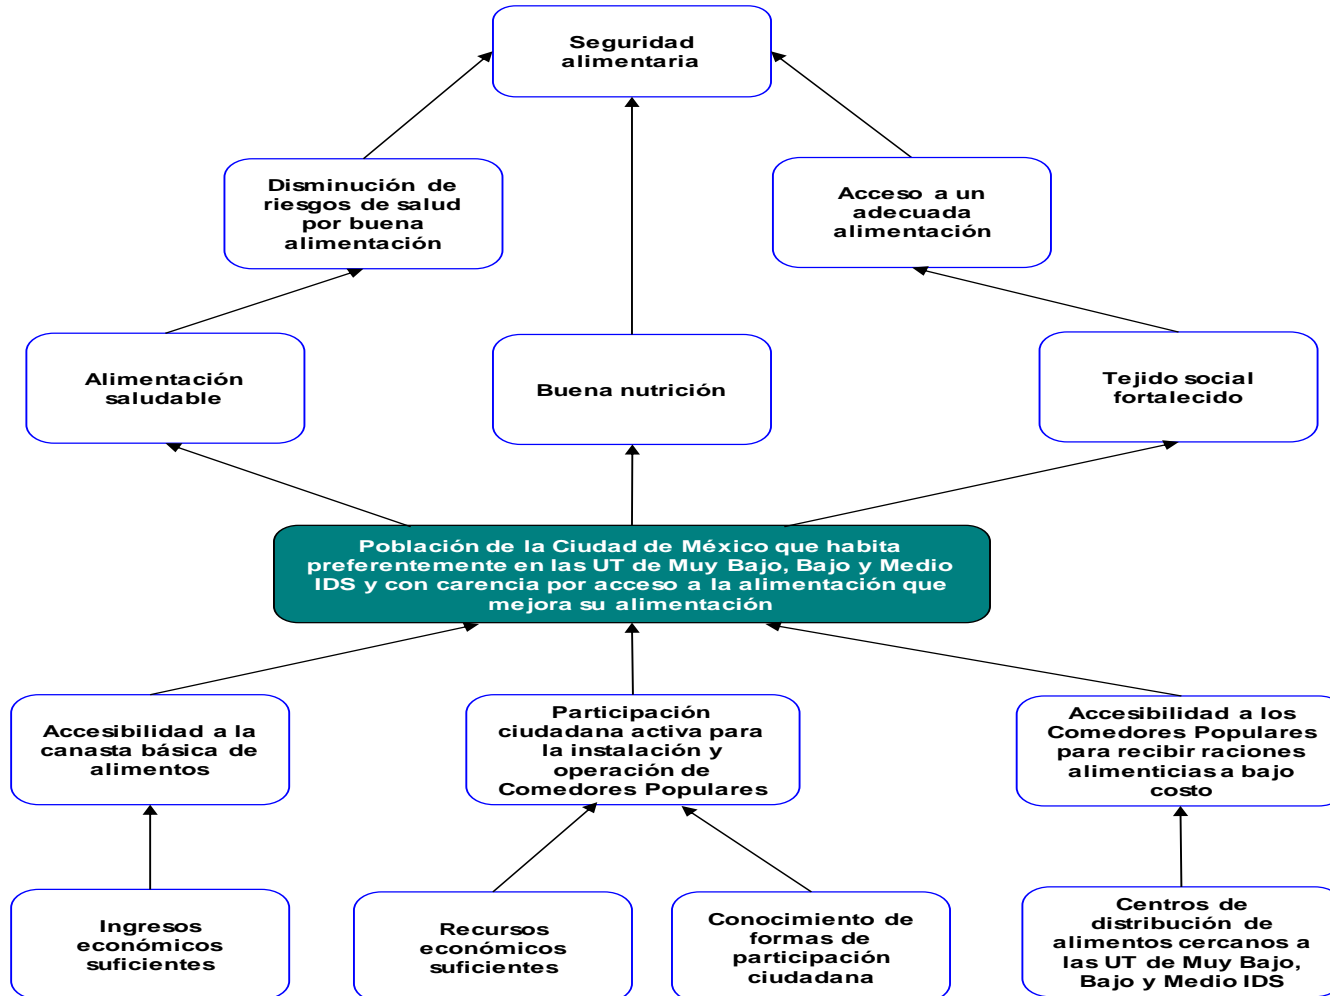 Seguridad
alimentaria
Disminución de
riesgos de salud
por buena
alimentación
Acceso a un
adecuada
alimentación
Alimentación
saludable
Buena nutrición
Tejido social
fortalecido
Población de la Ciudad de México que habita
preferentemente en las UT de Muy Bajo, Bajo y Medio
IDS y con carencia por acceso a la alimentación que
mejora su alimentación
Accesibilidad a la
canasta básica de
alimentos
Participación
ciudadana activa para
la instalación y
operación de
Comedores Populares
Accesibilidad a los
Comedores Populares
para recibir raciones
alimenticias a bajo
costo
Ingresos
económicos
suficientes
Recursos
económicos
suficientes
Conocimiento de
formas de
participación
ciudadana
Centros de
distribución de
alimentos cercanos a
las UT de Muy Bajo,
Bajo y Medio IDS